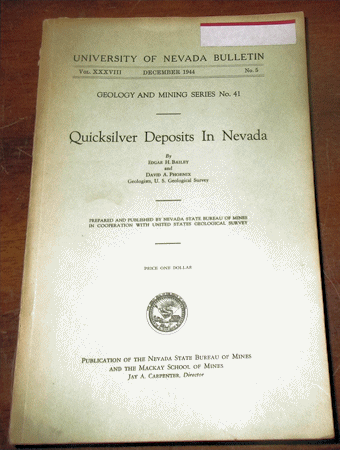 UNIVERSITY OF NEVADA BULLETIN
VOL. XXXVIII DECEMBER 1944 No. 5
GEOLOGY AND MINING SERIES No. 41
Quicksilver Deposits In Nevada
By
EDGAR H. BAILEY
and
DAVID A. PHOENIX
Geologists, U. S. Geological Survey
PREPARED AND PUBLISHED BY NEVADA STATE BUREAU OF MINES
IN COOPERATION WITH UNITED STATES GEOLOGICAL SURVEY
PRICE ONE DOLLAR
PUBLICATION OF THE NEVADA STATE BUREAU OF MINES
AND THE MACKAY SCHOOL OF MINES
JAY A. CARPENTER, Director